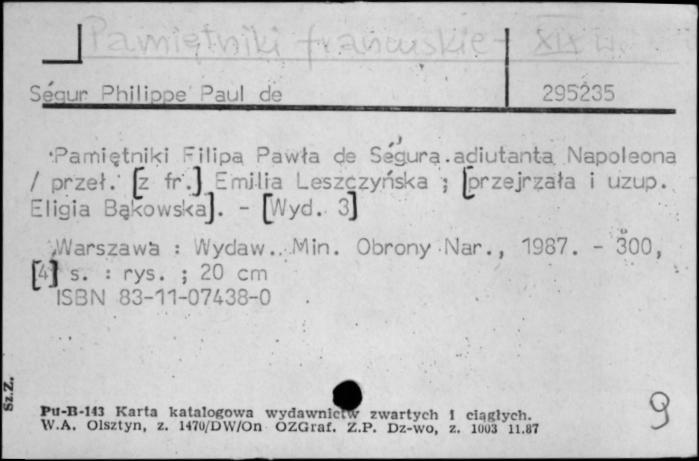 Pamiętniki francuskie - XIX w.
Ségur Philippe Paul de 295235
Pamiętniki Filipa Pawła de Ségura adiutanta Napoleona
/ przeł. [z fr.] Emilia Leszczyńska ; [przejrzała i uzup.
Eligia Bąkowska]. - [Wyd. 3]
Warszawa : Wydaw. Min. Obrony Nar., 1987. - 300,
[4] s. : rys. ; 20 cm
ISBN 83-11-07438-0
Sz.Z.
Pu-B-143 Karta katalogowa wydawnictw zwartych i ciągłych.
W.A. Olsztyn, z. 1470/DW/On OZGraf. Z.P. Dz-wo, z. 1003 11.87
9